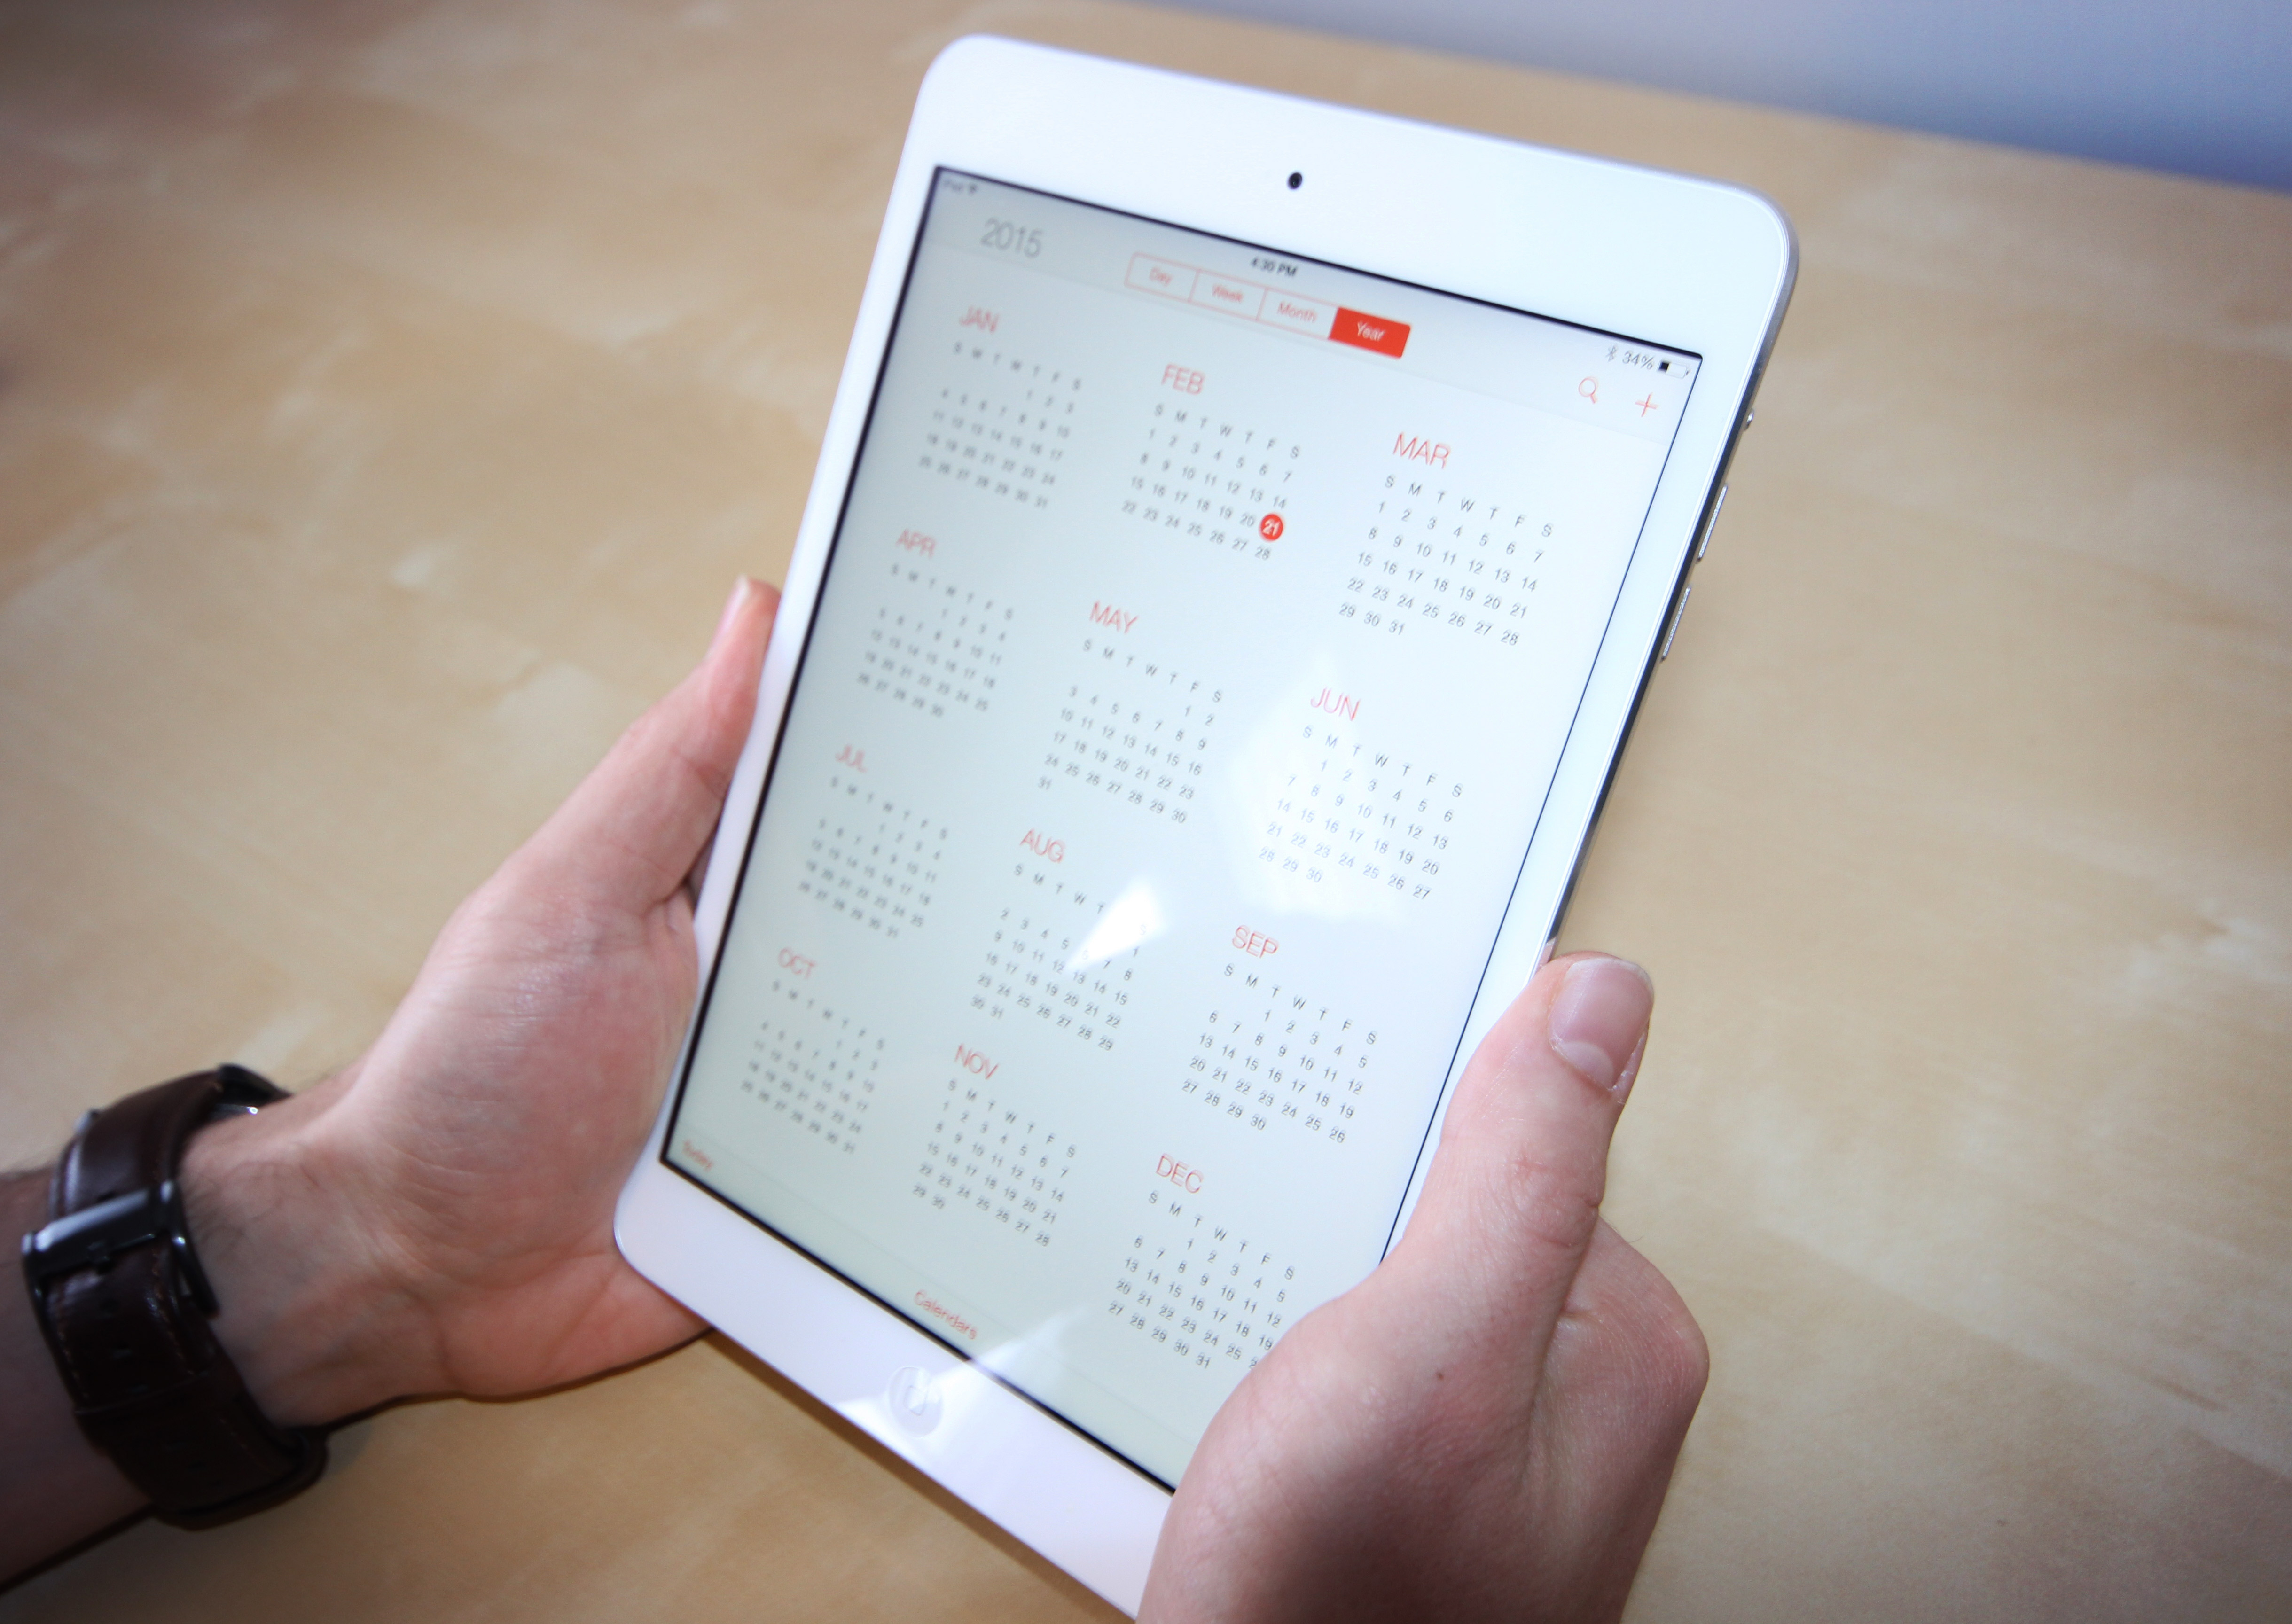 iPad
4:30 PM
34%
2015
Day Week Month Year
JAN
S M T W T F S
1 2 3
4 5 6 7 8 9 10
11 12 13 14 15 16 17
18 19 20 21 22 23 24
25 26 27 28 29 30 31
FEB
S M T W T F S
1 2 3 4 5 6 7
8 9 10 11 12 13 14
15 16 17 18 19 20 21
22 23 24 25 26 27 28
MAR
S M T W T F S
1 2 3 4 5 6 7
8 9 10 11 12 13 14
15 16 17 18 19 20 21
22 23 24 25 26 27 28
29 30 31
APR
S M T W T F S
1 2 3 4
5 6 7 8 9 10 11
12 13 14 15 16 17 18
19 20 21 22 23 24 25
26 27 28 29 30
MAY
S M T W T F S
1 2
3 4 5 6 7 8 9
10 11 12 13 14 15 16
17 18 19 20 21 22 23
24 25 26 27 28 29 30
31
JUN
S M T W T F S
1 2 3 4 5 6
7 8 9 10 11 12 13
14 15 16 17 18 19 20
21 22 23 24 25 26 27
28 29 30
JUL
S M T W T F S
1 2 3 4
5 6 7 8 9 10 11
12 13 14 15 16 17 18
19 20 21 22 23 24 25
26 27 28 29 30 31
AUG
S M T W T S
1
2 3 4 5 6 7 8
9 10 11 12 13 14 15
16 17 18 19 20 21 22
23 24 25 26 27 28 29
30 31
SEP
S M T W T F S
1 2 3 4 5
6 7 8 9 10 11 12
13 14 15 16 17 18 19
20 21 22 23 24 25 26
27 28 29 30
OCT
S M T W T F S
1 2 3
4 5 6 7 8 9 10
11 12 13 14 15 16 17
18 19 20 21 22 23 24
25 26 27 28 29 30 31
NOV
S M T W T F S
1 2 3 4 5 6 7
8 9 10 11 12 13 14
15 16 17 18 19 20 21
22 23 24 25 26 27 28
29 30
DEC
S M T W T F S
1 2 3 4 5
6 7 8 9 10 11 12
13 14 15 16 17 18 19
20 21 22 23 24 25
27 28 29 30 31
Today
Calendars